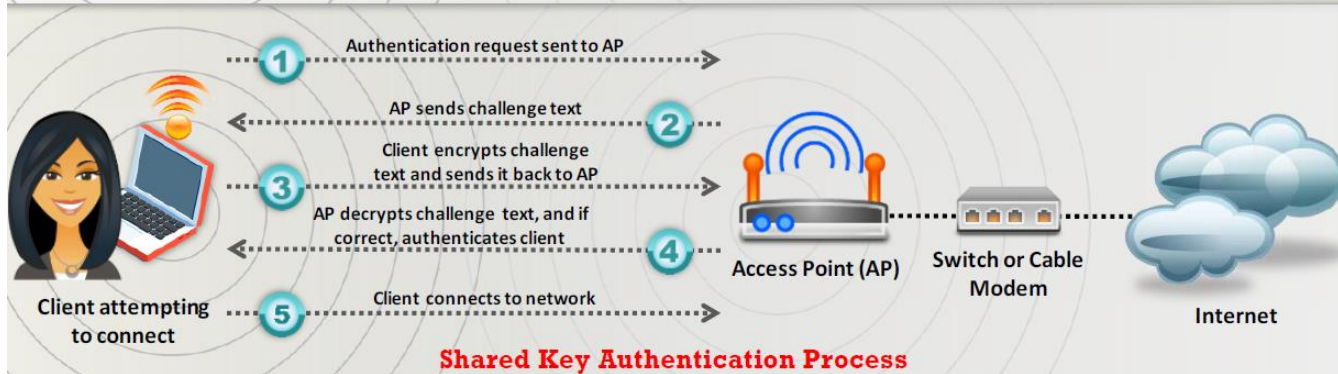 1
Authentication request sent to AP
AP sends challenge text
2
Client encrypts challenge
text and sends it back to AP
3
AP decrypts challenge text, and if
correct, authenticates client
4
Client connects to network
5
Client attempting
to connect
Access Point (AP)
Switch or Cable
Modem
Internet
Shared Key Authentication Process